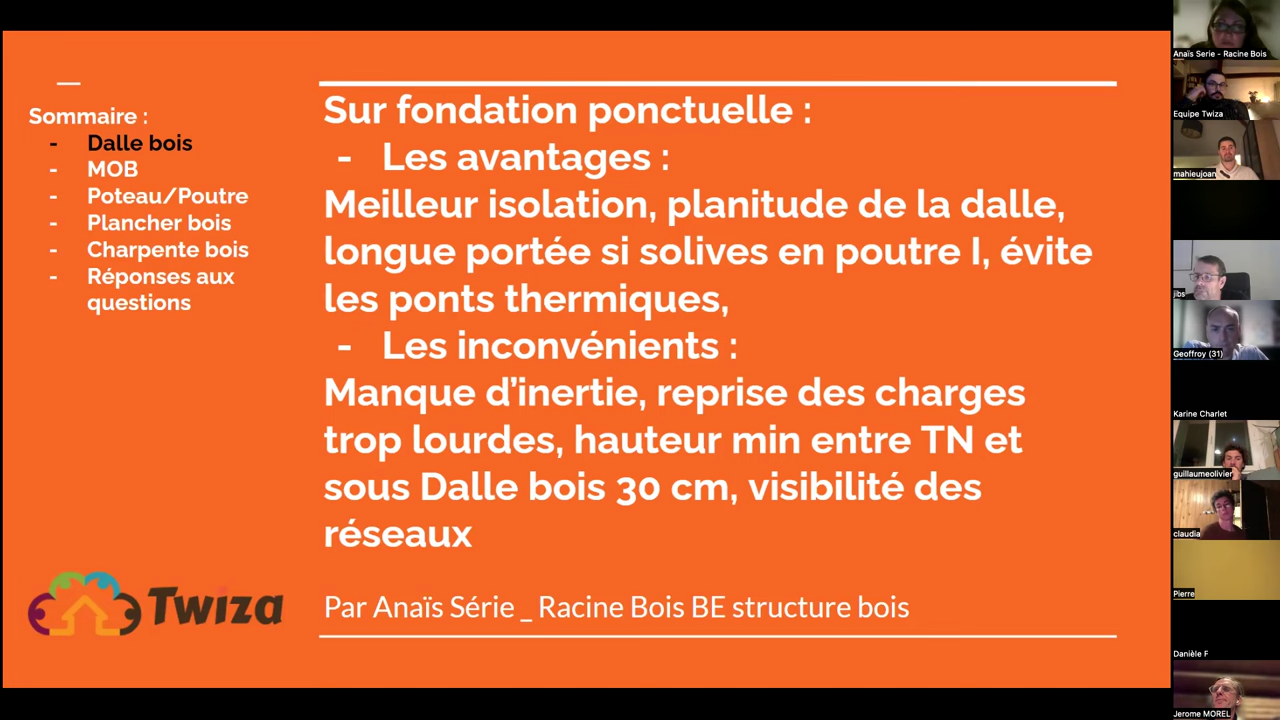 Sommaire :
- Dalle bois
- MOB
- Poteau/Poutre
- Plancher bois
- Charpente bois
- Réponses aux
questions
Sur fondation ponctuelle :
- Les avantages :
Meilleur isolation, planitude de la dalle,
longue portée si solives en poutre I, évite
les ponts thermiques,
- Les inconvénients :
Manque d'inertie, reprise des charges
trop lourdes, hauteur min entre TN et
sous Dalle bois 30 cm, visibilité des
réseaux
Twiza
Par Anaïs Série _ Racine Bois BE structure bois
Anaïs Serie - Racine Bois
Equipe Twiza
mahieujoan
jibs
Geoffroy (31)
Karine Charlet
guillaumeolivier
claudia
Pierre
Danièle F
Jerome MOREL